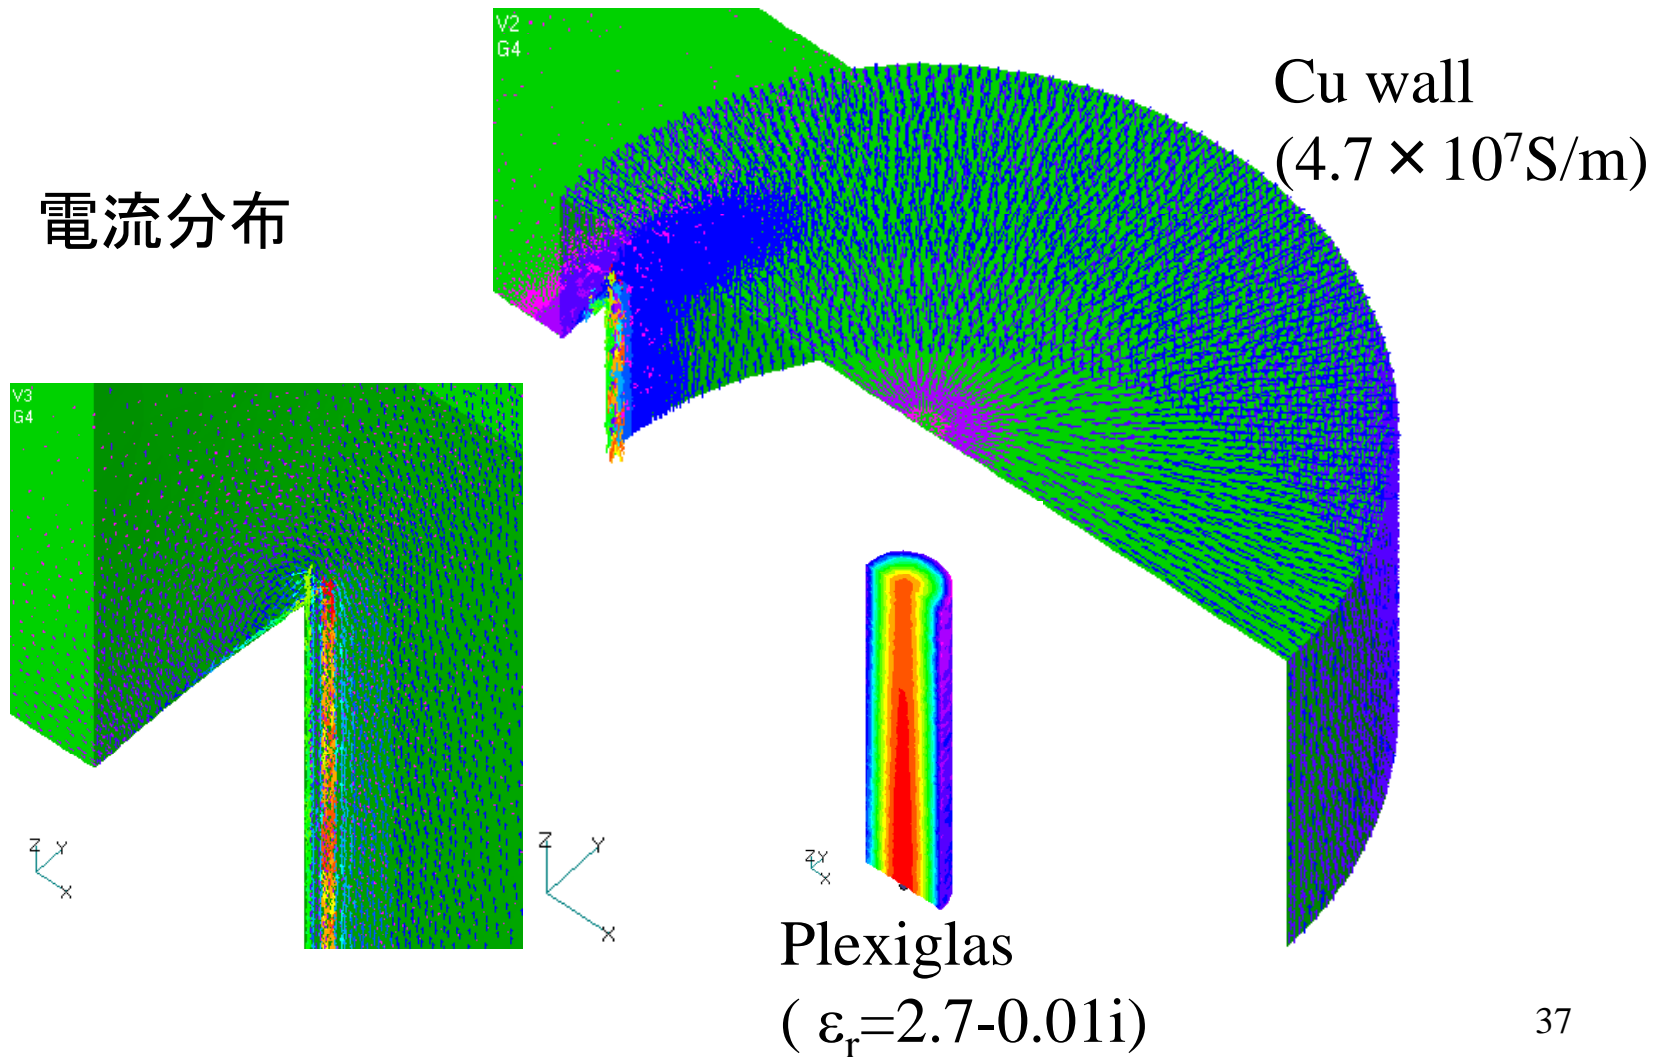 V2
G4
Cu wall
(4.7×10⁷S/m)
電流分布
V3
G4
Z Y
X
Z Y
X
ZY
X
Plexiglas
( εᵣ=2.7-0.01i)
37